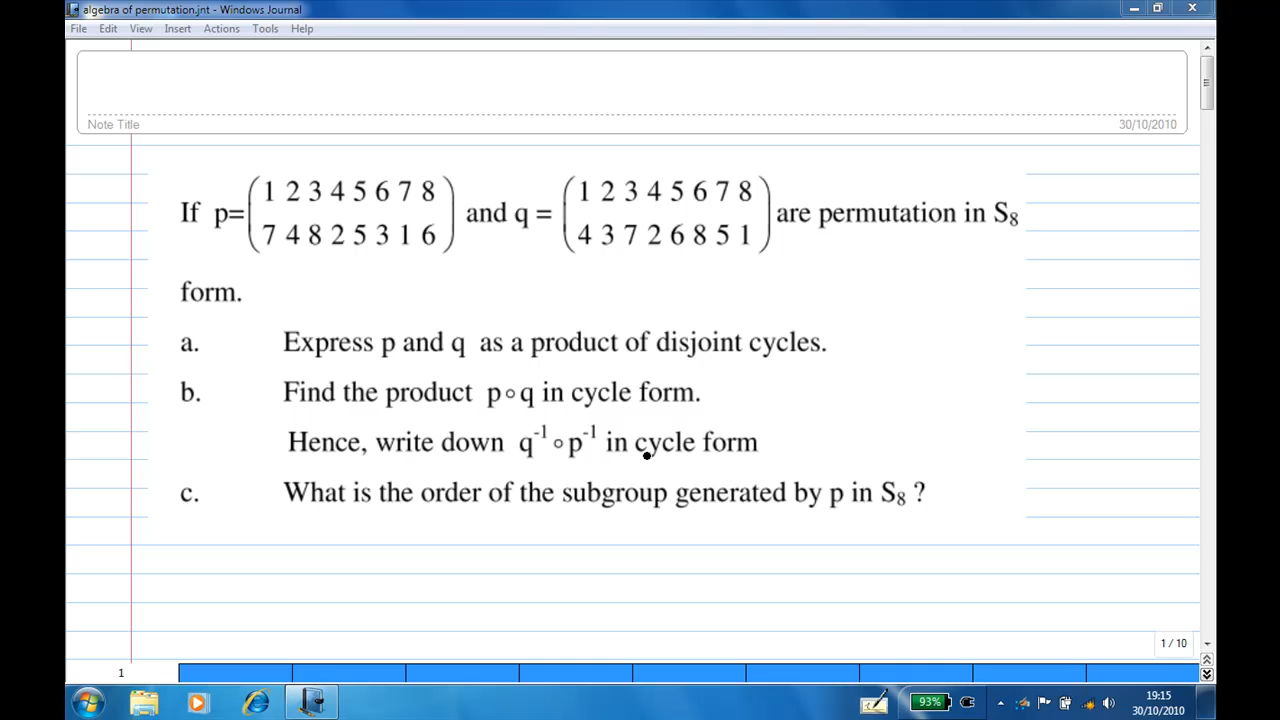 algebra of permutation.jnt - Windows Journal
File Edit View Insert Actions Tools Help
Note Title
30/10/2010
1 2 3 4 5 6 7 8 1 2 3 4 5 6 7 8
If p= and q = are permutation in S₈
7 4 8 2 5 3 1 6 4 3 7 2 6 8 5 1
form.
a. Express p and q as a product of disjoint cycles.
b. Find the product p∘q in cycle form.
Hence, write down q⁻¹∘p⁻¹ in cycle form
c. What is the order of the subgroup generated by p in S₈ ?
1 / 10
1
93%
19:15
30/10/2010